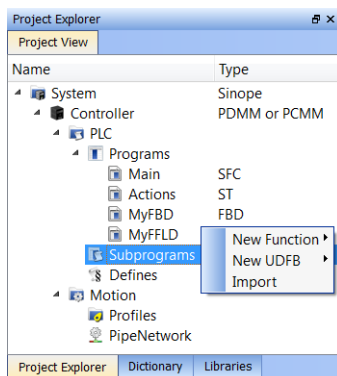 Project Explorer
Project View
Name Type
System Sinope
Controller PDMM or PCMM
PLC
Programs
Main SFC
Actions ST
MyFBD FBD
MyFFLD
New Function
Subprograms
New UDFB
Defines
Import
Motion
Profiles
PipeNetwork
Project Explorer Dictionary Libraries